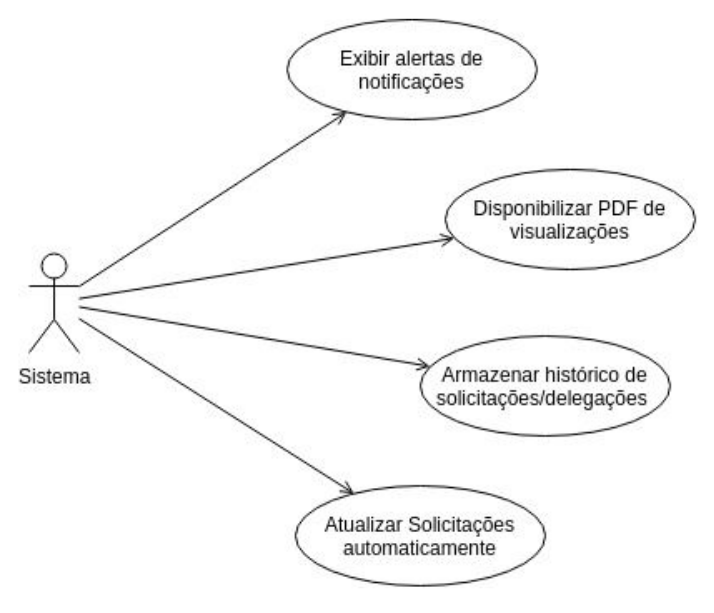 Exibir alertas de
notificações
Disponibilizar PDF de
visualizações
Sistema
Armazenar histórico de
solicitações/delegações
Atualizar Solicitações
automaticamente